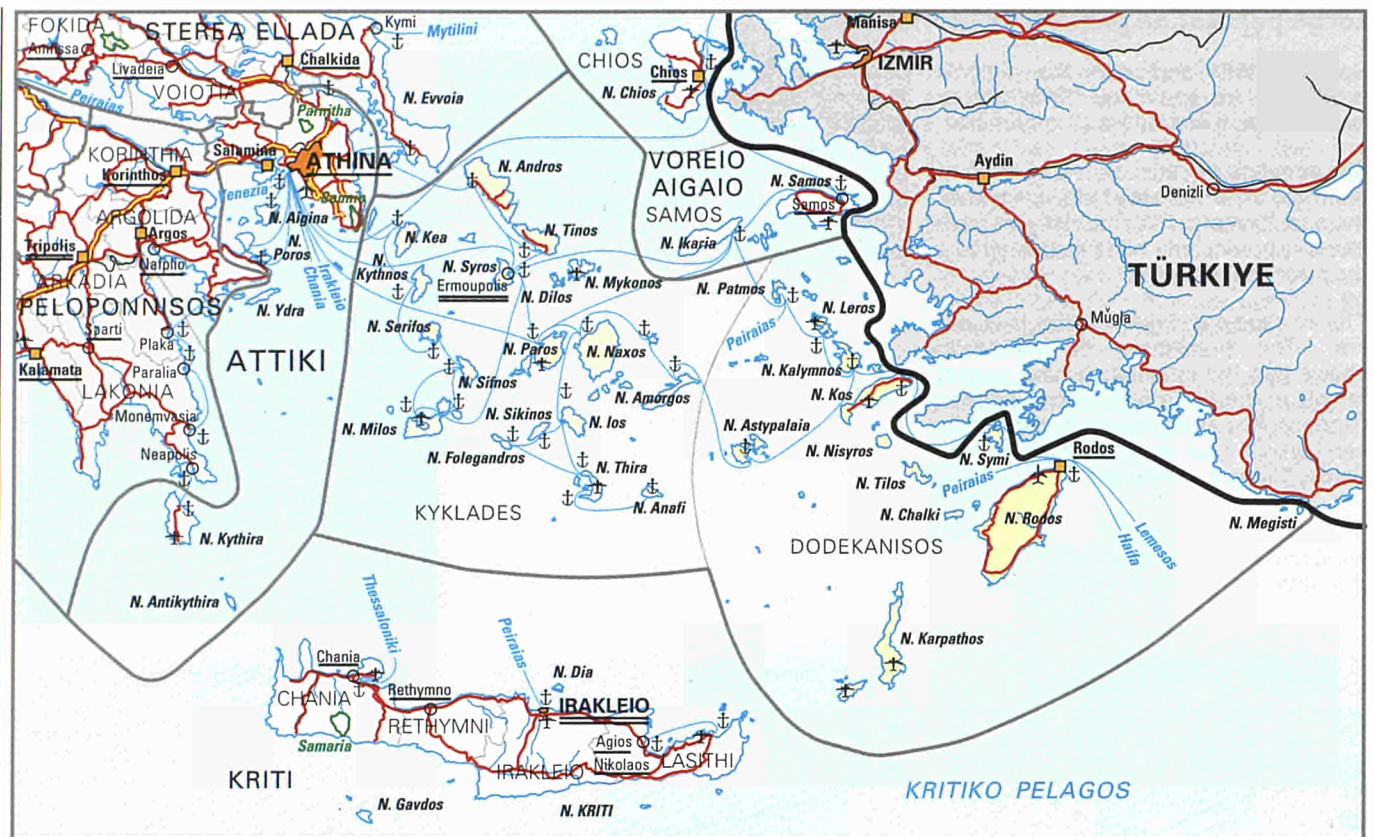 FOKIDA
STEREA ELLADA
Kymi
Mytilini
Amfissa
Livadeia
Chalkida
VOIOTIA
Peiraias
N. Evvoia
Parnitha
CHIOS
Chios
N. Chios
Manisa
IZMIR
KORINTHIA
Korinthos
Salamina
ATHINA
Venezia
Sounio
N. Aigina
ARGOLIDA
Argos
Tripolis
Nafplio
ARKADIA
PELOPONNISOS
N.
Poros
N. Ydra
Irakleio
Chania
Sparti
Plaka
Paralia
Kalamata
LAKONIA
Monemvasia
Neapolis
ATTIKI
N. Kythira
N. Antikythira
N. Andros
N. Kea
N. Tinos
N.
Kythnos
N. Syros
Ermoupolis
N. Mykonos
N. Dilos
N. Serifos
N. Paros
N. Naxos
N. Sifnos
N. Amorgos
N. Milos
N. Sikinos
N. Ios
N. Folegandros
N. Thira
N. Anafi
KYKLADES
VOREIO
AIGAIO
SAMOS
N. Samos
Samos
N. Ikaria
Aydin
Denizli
TÜRKIYE
Muğla
N. Patmos
N. Leros
Peiraias
N. Kalymnos
N. Kos
N. Astypalaia
N. Nisyros
N. Symi
Rodos
N. Tilos
Peiraias
N. Chalki
N. Rodos
N. Megisti
Lemesos
Haifa
DODEKANISOS
N. Karpathos
Thessaloniki
Peiraias
N. Dia
Chania
CHANIA
Rethymno
RETHYMNI
IRAKLEIO
Samaria
Agios
Nikolaos
LASITHI
IRAKLEIO
KRITI
N. Gavdos
N. KRITI
KRITIKO PELAGOS